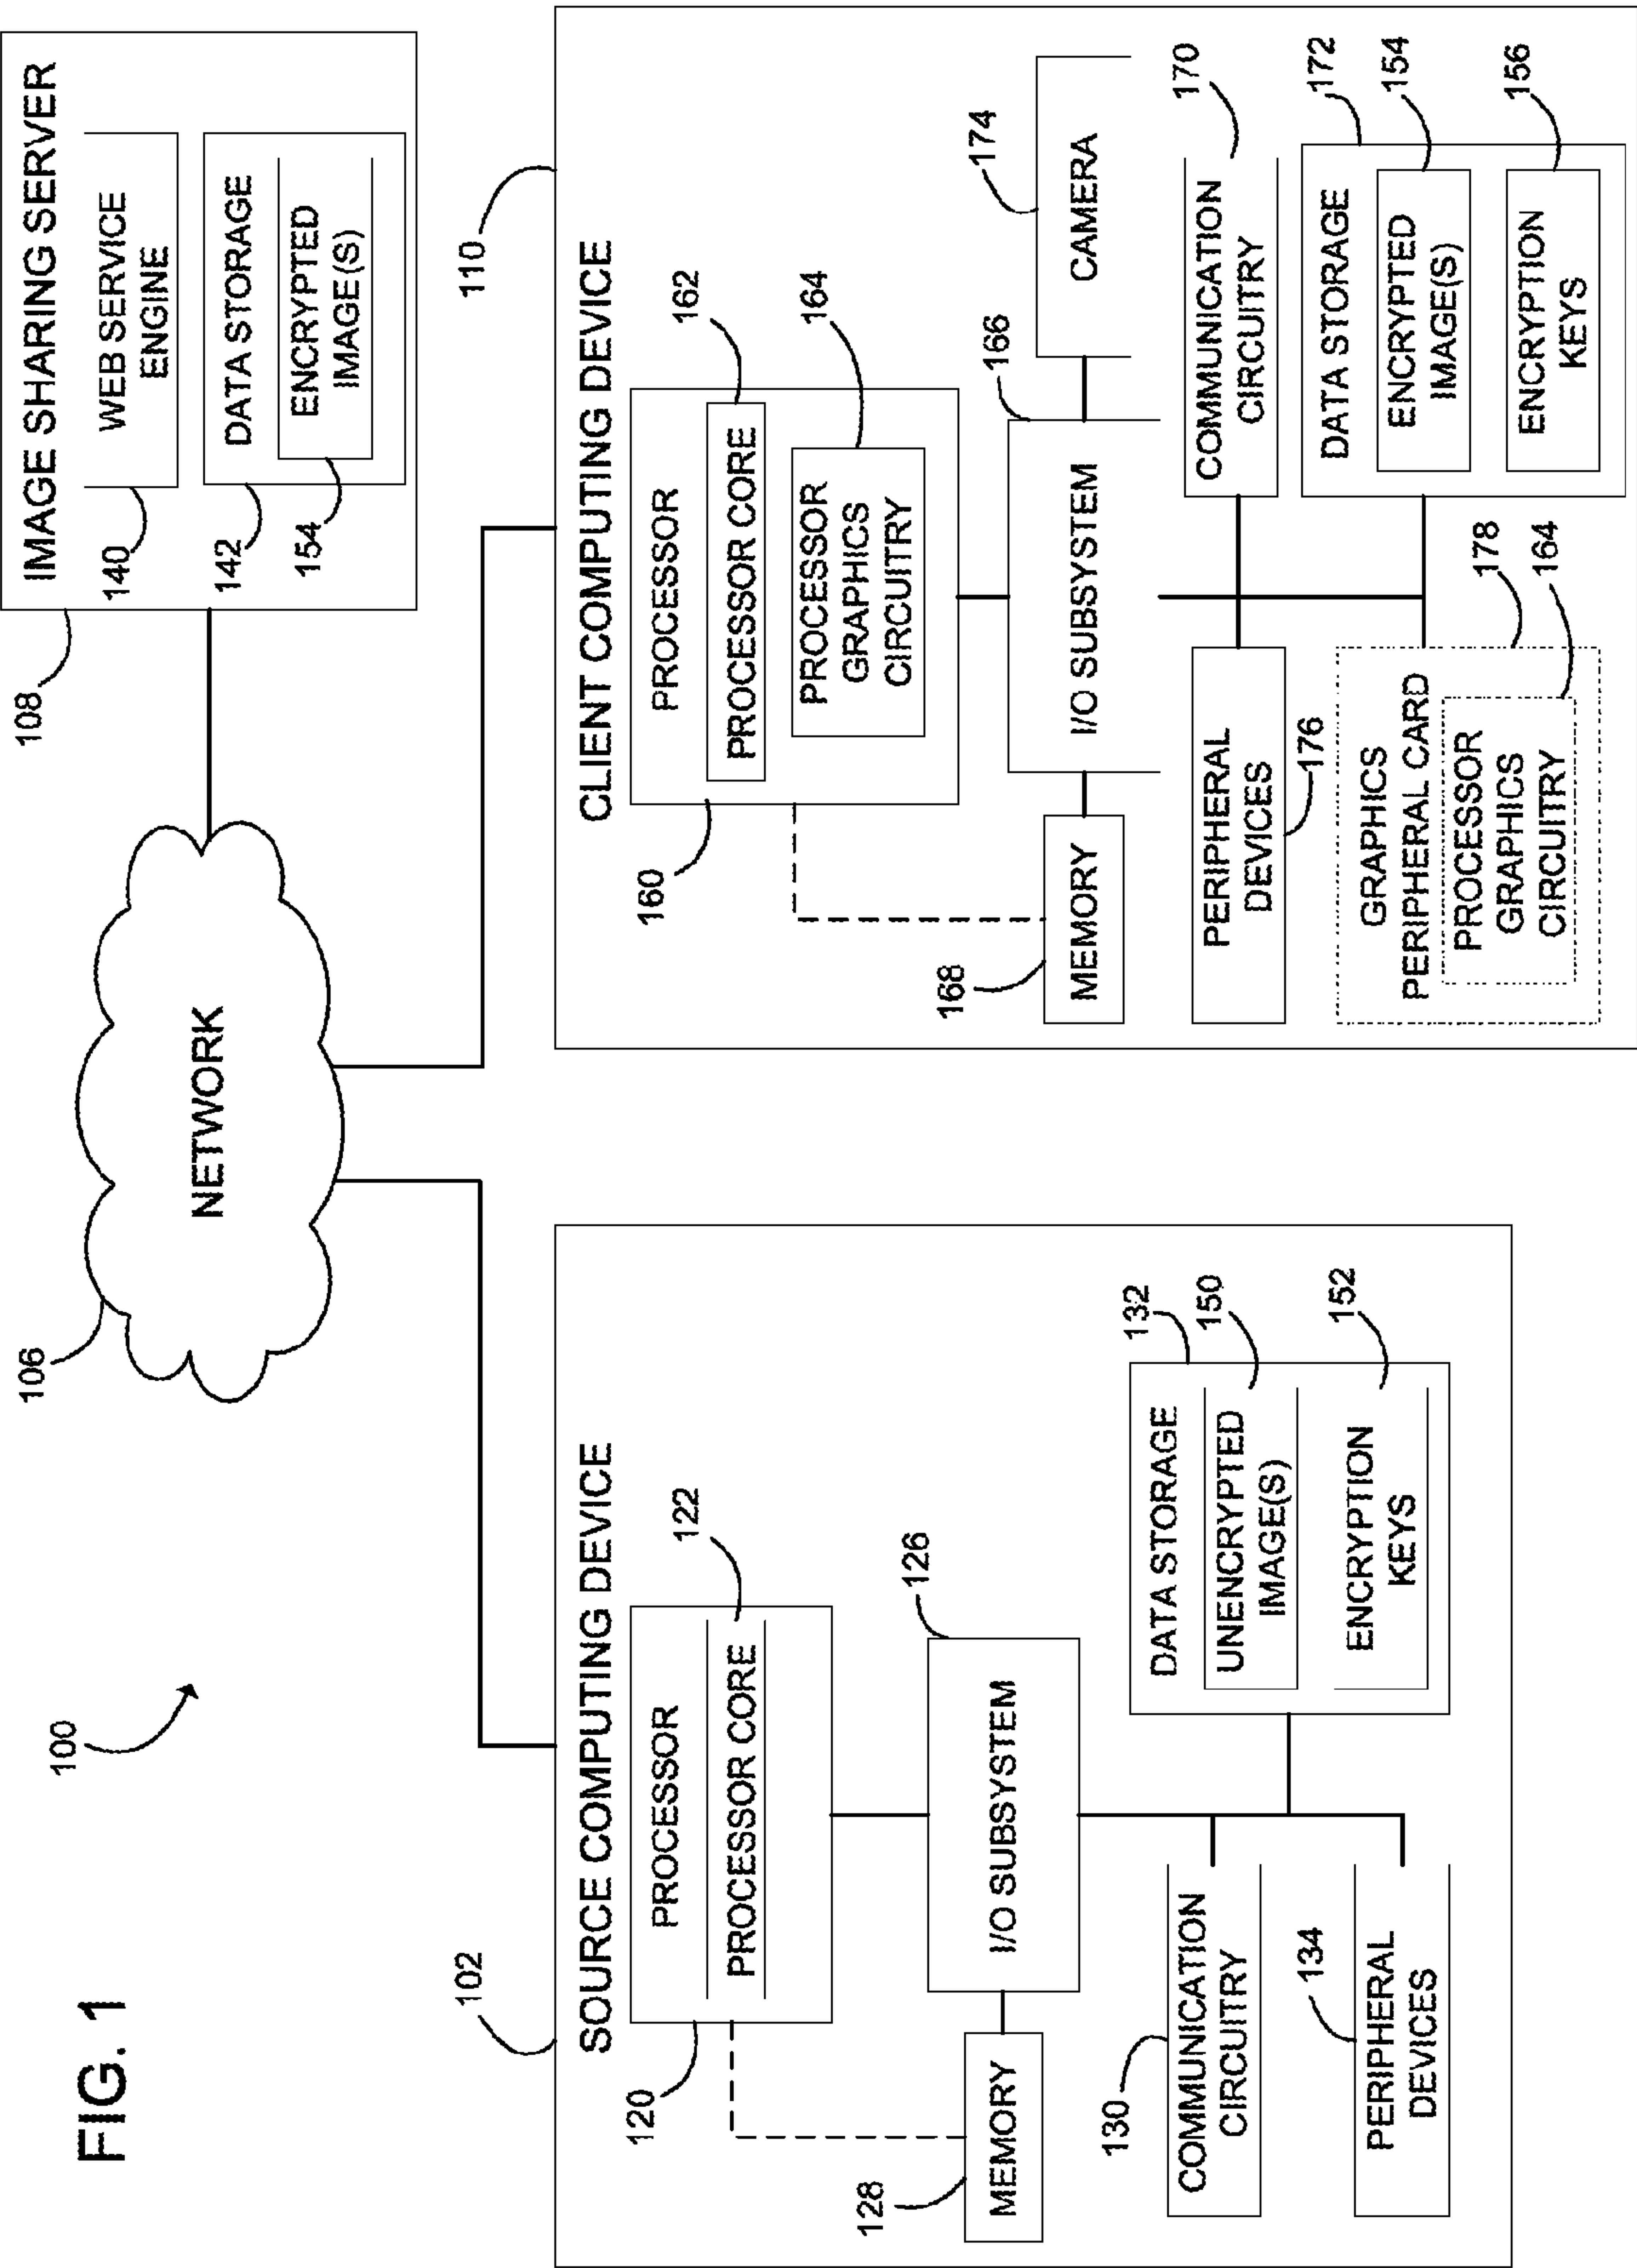 FIG. 1
100
106
NETWORK
108
IMAGE SHARING SERVER
140
WEB SERVICE
ENGINE
142
DATA STORAGE
154
ENCRYPTED
IMAGE(S)
102
SOURCE COMPUTING DEVICE
120
PROCESSOR
122
PROCESSOR CORE
126
I/O SUBSYSTEM
128
MEMORY
130
COMMUNICATION
CIRCUITRY
134
PERIPHERAL
DEVICES
132
DATA STORAGE
150
UNENCRYPTED
IMAGE(S)
152
ENCRYPTION
KEYS
110
CLIENT COMPUTING DEVICE
160
PROCESSOR
162
PROCESSOR CORE
164
PROCESSOR
GRAPHICS
CIRCUITRY
166
I/O SUBSYSTEM
168
MEMORY
174
CAMERA
170
COMMUNICATION
CIRCUITRY
176
PERIPHERAL
DEVICES
172
DATA STORAGE
154
ENCRYPTED
IMAGE(S)
156
ENCRYPTION
KEYS
178
GRAPHICS
PERIPHERAL CARD
164
PROCESSOR
GRAPHICS
CIRCUITRY